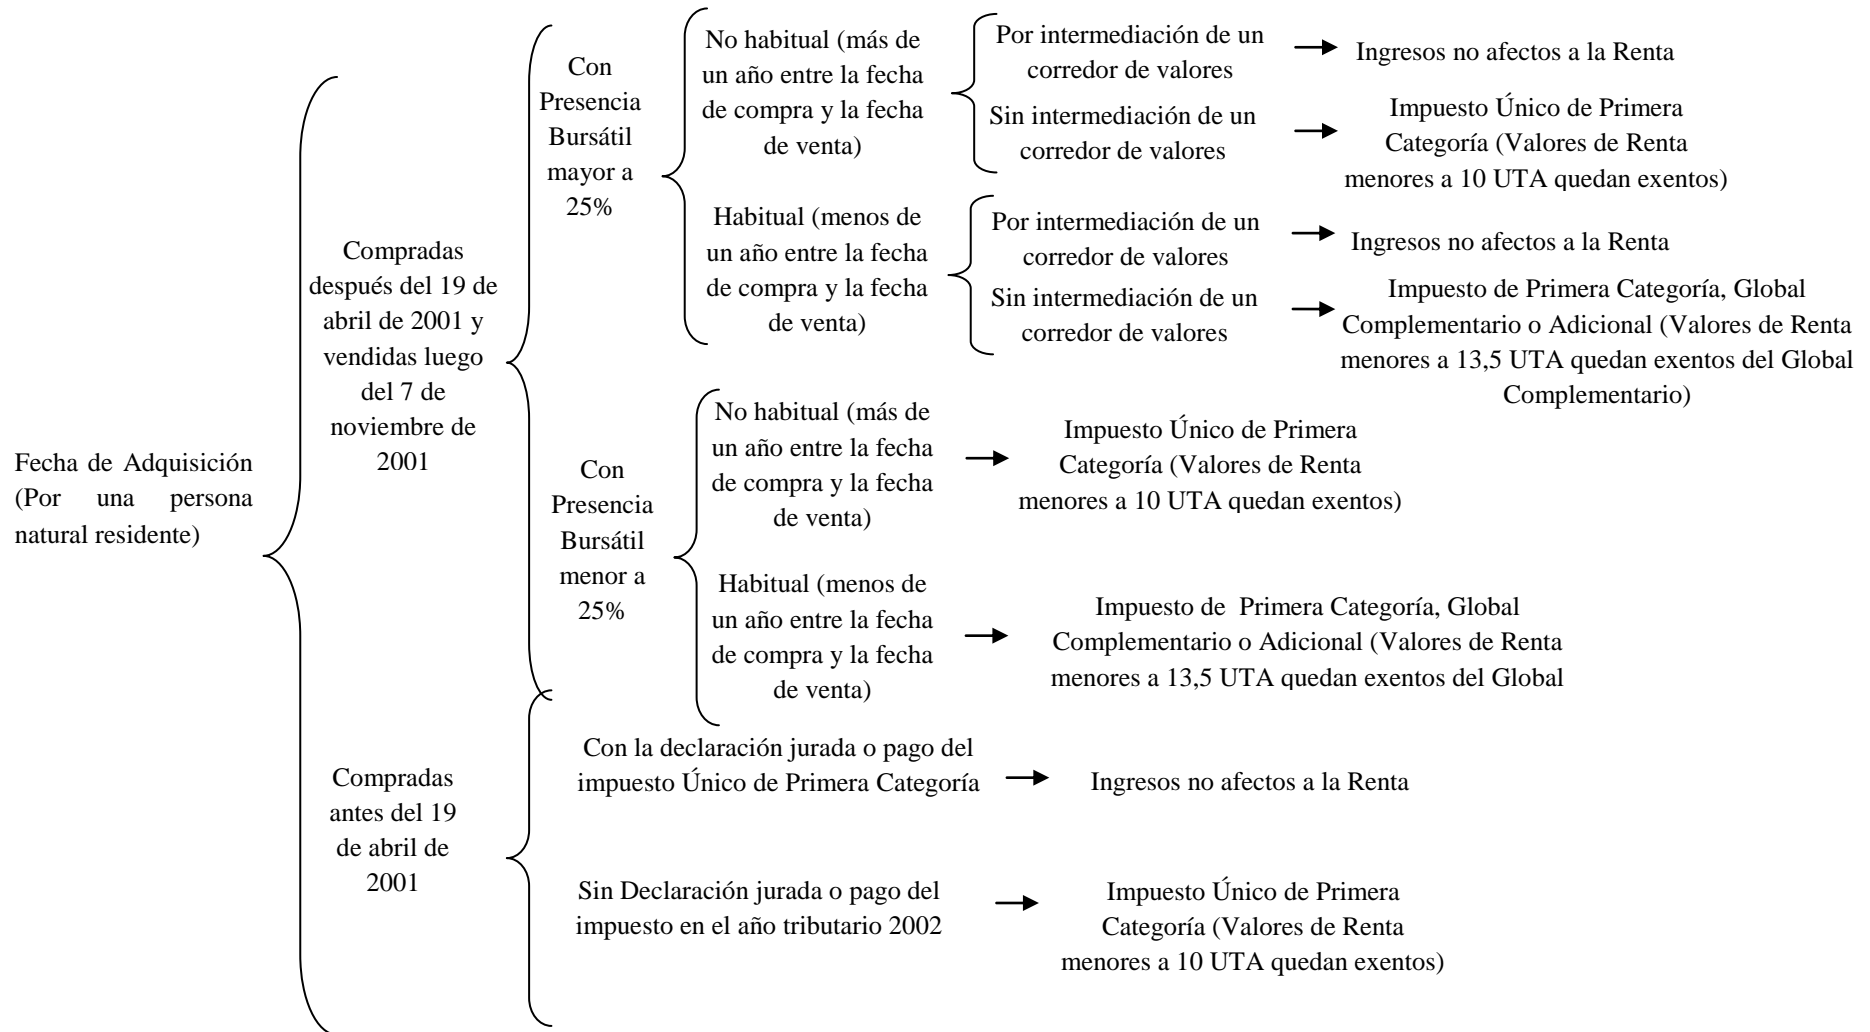 Fecha de Adquisición
(Por una persona
natural residente)
Compradas
después del 19 de
abril de 2001 y
vendidas luego
del 7 de
noviembre de
2001
Con
Presencia
Bursátil
mayor a
25%
No habitual (más de
un año entre la fecha
de compra y la fecha
de venta)
Por intermediación de un
corredor de valores
Ingresos no afectos a la Renta
Sin intermediación de un
corredor de valores
Impuesto Único de Primera
Categoría (Valores de Renta
menores a 10 UTA quedan exentos)
Habitual (menos de
un año entre la fecha
de compra y la fecha
de venta)
Por intermediación de un
corredor de valores
Ingresos no afectos a la Renta
Sin intermediación de un
corredor de valores
Impuesto de Primera Categoría, Global
Complementario o Adicional (Valores de Renta
menores a 13,5 UTA quedan exentos del Global
Complementario)
Con
Presencia
Bursátil
menor a
25%
No habitual (más de
un año entre la fecha
de compra y la fecha
de venta)
Impuesto Único de Primera
Categoría (Valores de Renta
menores a 10 UTA quedan exentos)
Habitual (menos de
un año entre la fecha
de compra y la fecha
de venta)
Impuesto de Primera Categoría, Global
Complementario o Adicional (Valores de Renta
menores a 13,5 UTA quedan exentos del Global
Compradas
antes del 19
de abril de
2001
Con la declaración jurada o pago del
impuesto Único de Primera Categoría
Ingresos no afectos a la Renta
Sin Declaración jurada o pago del
impuesto en el año tributario 2002
Impuesto Único de Primera
Categoría (Valores de Renta
menores a 10 UTA quedan exentos)